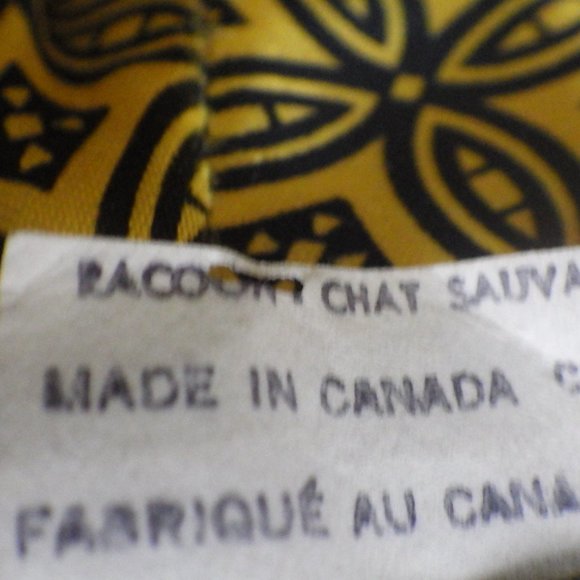 RACOON CHAT SAUVA
MADE IN CANADA C
FABRIQUÉ AU CANA